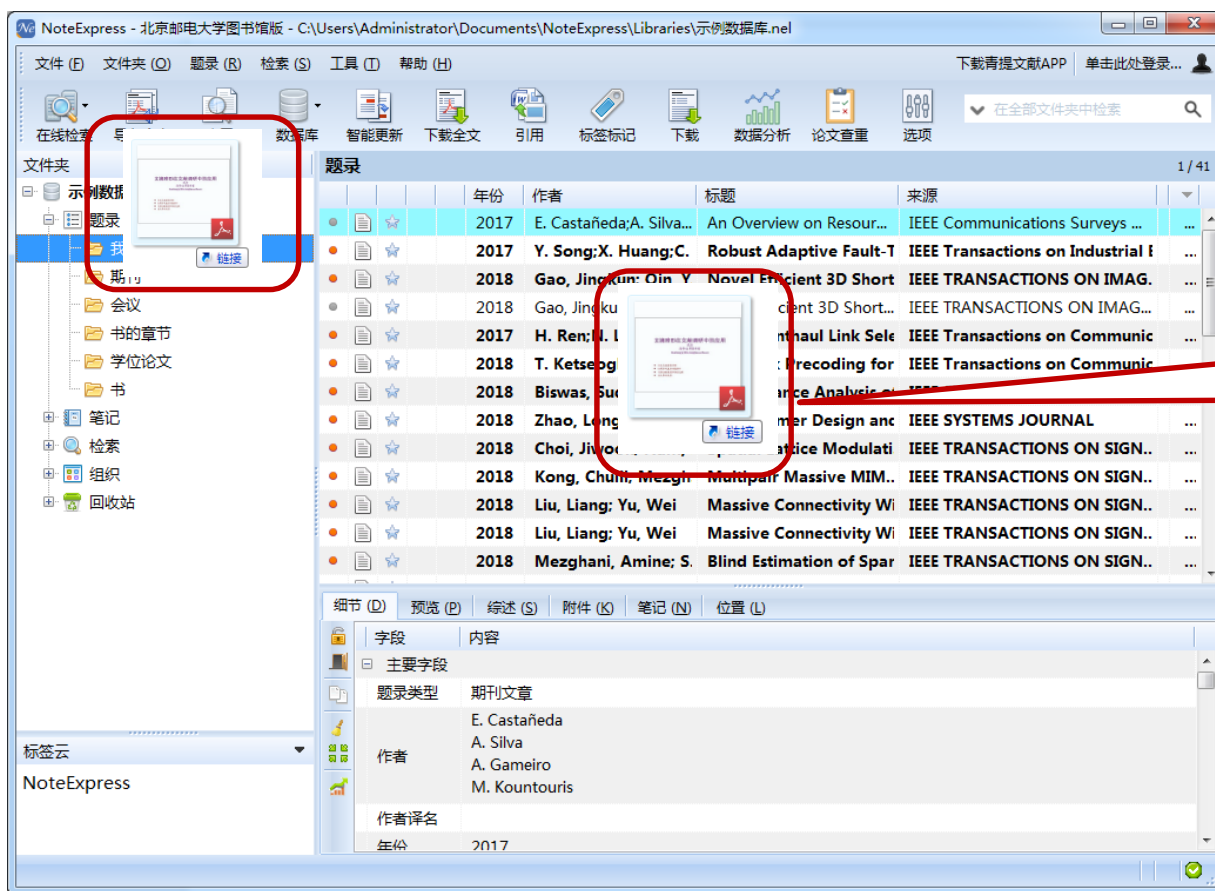 NoteExpress - 北京邮电大学图书馆版 - C:\Users\Administrator\Documents\NoteExpress\Libraries\示例数据库.nel
文件 (F) 文件夹 (O) 题录 (R) 检索 (S) 工具 (T) 帮助 (H) 下载青提文献APP 单击此处登录...
在线检索 数据库 智能更新 下载全文 引用 标签标记 下载 数据分析 论文查重 选项 在全部文件夹中检索
文件夹
示例数据
题录
我
期刊
会议
书的章节
学位论文
书
笔记
检索
组织
回收站
链接
标签云
NoteExpress
题录 1 / 41
年份 作者 标题 来源
2017 E. Castañeda;A. Silva... An Overview on Resour... IEEE Communications Surveys ... ...
2017 Y. Song;X. Huang;C. Robust Adaptive Fault-T IEEE Transactions on Industrial E ...
2018 Gao, Jingkun; Qin, Y Novel Efficient 3D Short IEEE TRANSACTIONS ON IMAG. ...
2018 Gao, Jingku cient 3D Short... IEEE TRANSACTIONS ON IMAG... ...
2017 H. Ren;N. L nthaul Link Sele IEEE Transactions on Communic ...
2018 T. Ketseog Precoding for IEEE Transactions on Communic ...
2018 Biswas, Su ance Analysis of
2018 Zhao, Long mer Design and IEEE SYSTEMS JOURNAL ...
2018 Choi, Jiwo ttice Modulati IEEE TRANSACTIONS ON SIGN.. ...
2018 Kong, Chuili; Mezgh Multipair Massive MIM.. IEEE TRANSACTIONS ON SIGN.. ...
2018 Liu, Liang; Yu, Wei Massive Connectivity Wi IEEE TRANSACTIONS ON SIGN.. ...
2018 Liu, Liang; Yu, Wei Massive Connectivity Wi IEEE TRANSACTIONS ON SIGN.. ...
2018 Mezghani, Amine; S. Blind Estimation of Spar IEEE TRANSACTIONS ON SIGN.. ...
链接
细节 (D) 预览 (P) 综述 (S) 附件 (K) 笔记 (N) 位置 (L)
字段 内容
主要字段
题录类型 期刊文章
作者
E. Castañeda
A. Silva
A. Gameiro
M. Kountouris
作者译名
年份 2017